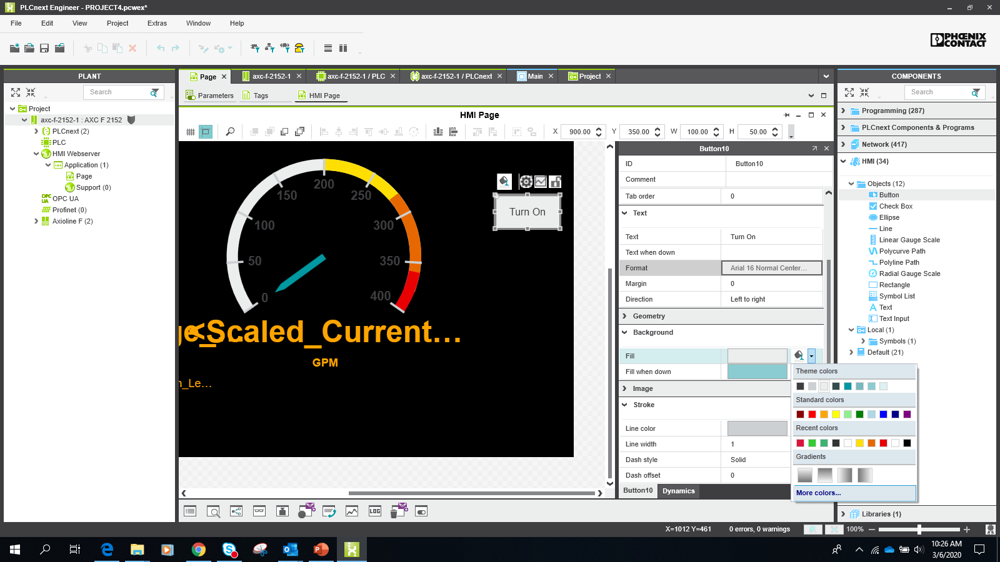 PLCnext Engineer - PROJECT4.pcwex*
File Edit View Project Extras Window Help
PHŒNIX
CONTACT
PLANT
Search
Project
axc-f-2152-1 : AXC F 2152
PLCnext (2)
PLC
HMI Webserver
Application (1)
Page
Support (0)
OPC UA
Profinet (0)
Axioline F (2)
Page axc-f-2152-1 axc-f-2152-1 / PLC axc-f-2152-1 / PLCnext Main Project
Parameters Tags HMI Page
HMI Page
X 900.00 Y 350.00 W 100.00 H 50.00
0
50
100
150
200
250
300
350
400
Turn On
Scaled_Current...
GPM
_Le...
Button10
ID Button10
Comment
Tab order 0
Text
Text Turn On
Text when down
Format Arial 16 Normal Center...
Margin 0
Direction Left to right
Geometry
Background
Fill
Fill when down
Image
Stroke
Line color
Line width 1
Dash style Solid
Dash offset 0
Button10 Dynamics
Theme colors
Standard colors
Recent colors
Gradients
More colors...
COMPONENTS
Search
Programming (287)
PLCnext Components & Programs
Network (417)
HMI (34)
Objects (12)
Button
Check Box
Ellipse
Line
Linear Gauge Scale
Polycurve Path
Polyline Path
Radial Gauge Scale
Rectangle
Symbol List
Text
Text Input
Local (1)
Symbols (1)
Default (21)
Libraries (1)
LOG
X=1012 Y=461 0 errors, 0 warnings 100%
10:26 AM
3/6/2020